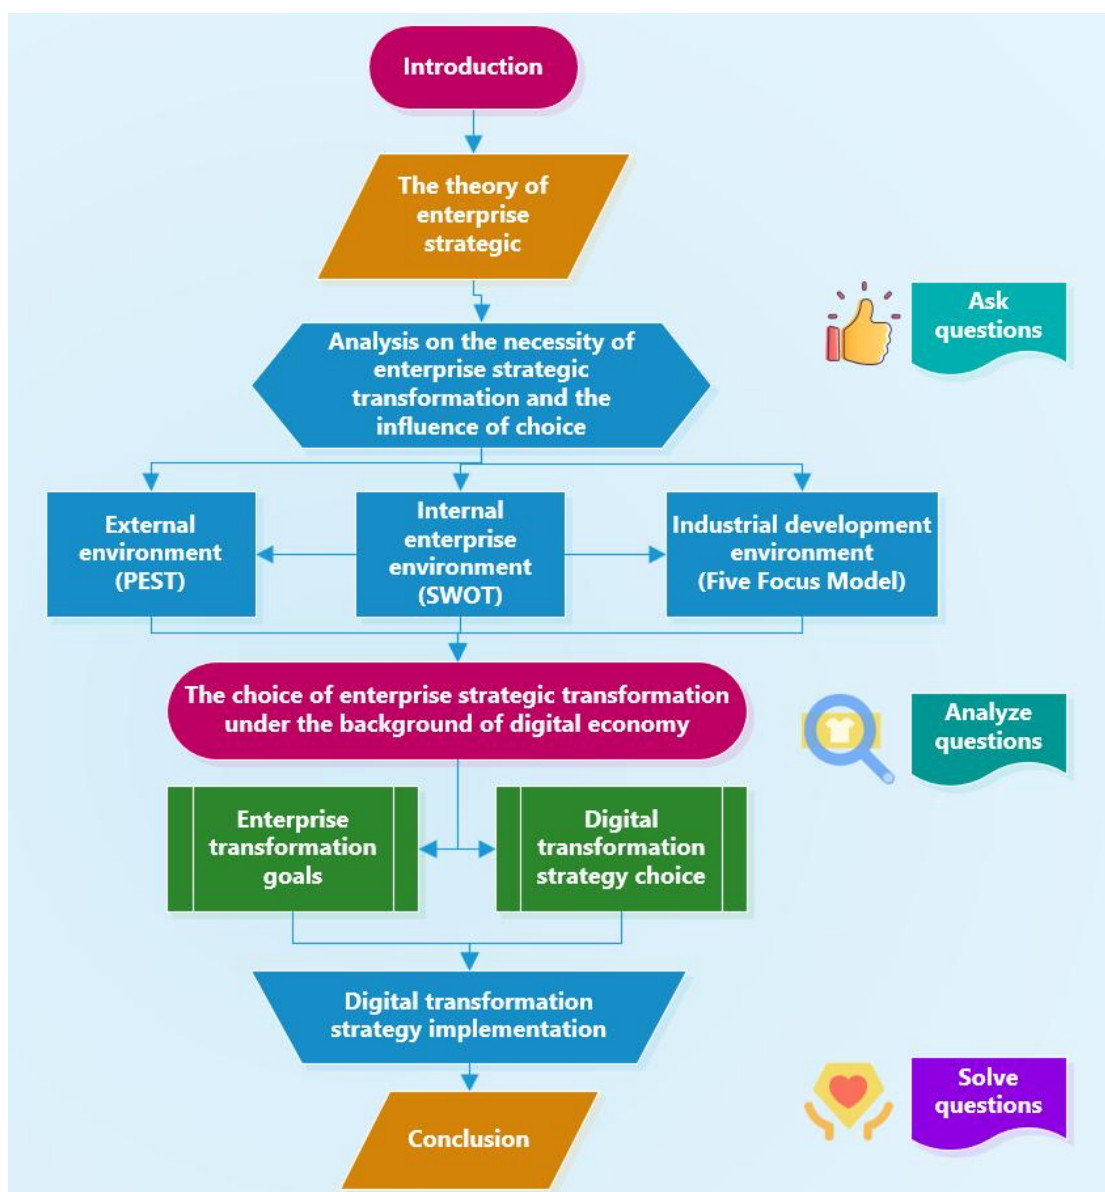 Introduction
The theory of
enterprise
strategic
Ask
questions
Analysis on the necessity of
enterprise strategic
transformation and the
influence of choice
External
environment
(PEST)
Internal
enterprise
environment
(SWOT)
Industrial development
environment
(Five Focus Model)
The choice of enterprise strategic transformation
under the background of digital economy
Analyze
questions
Enterprise
transformation
goals
Digital
transformation
strategy choice
Digital transformation
strategy implementation
Solve
questions
Conclusion